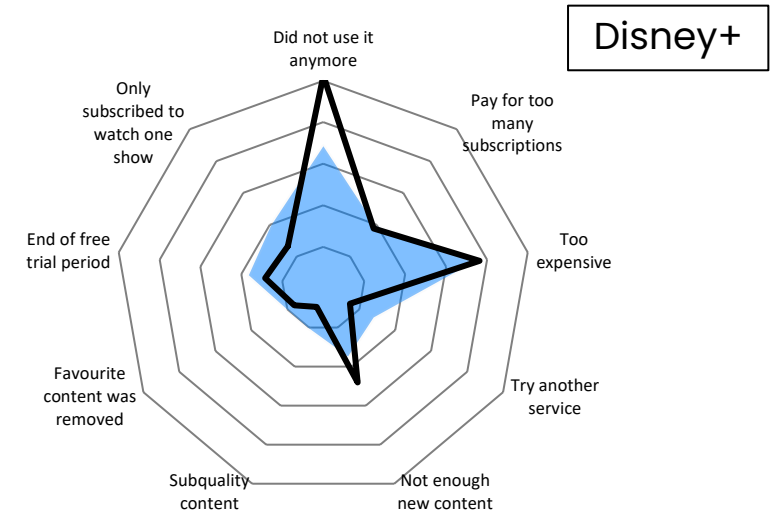 Disney+
Did not use it
anymore
Pay for too
many
subscriptions
Too
expensive
Try another
service
Not enough
new content
Subquality
content
Favourite
content was
removed
End of free
trial period
Only
subscribed to
watch one
show